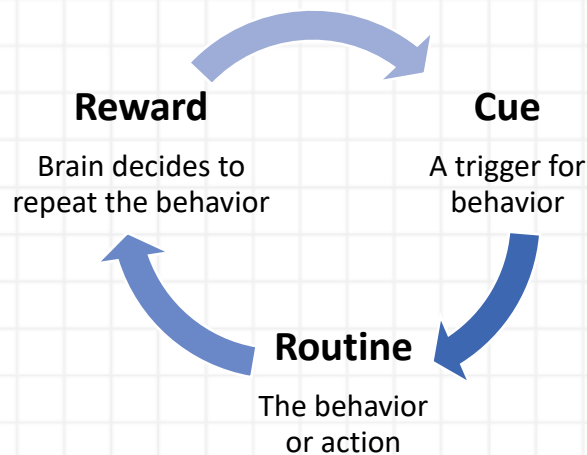 Reward
Brain decides to
repeat the behavior
Cue
A trigger for
behavior
Routine
The behavior
or action